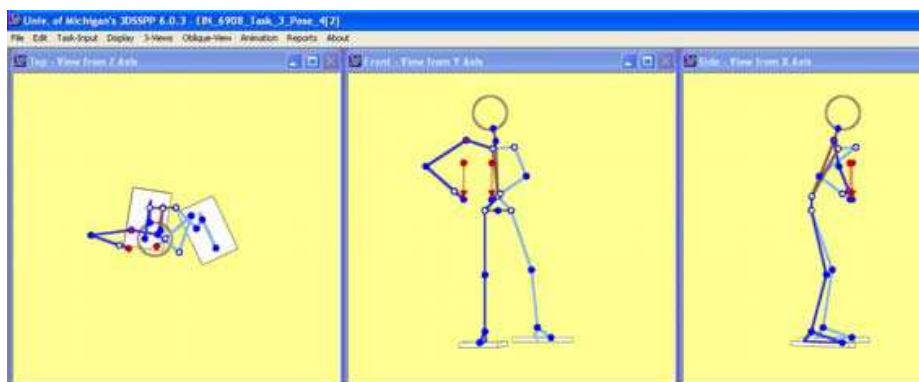 Univ. of Michigan's 3DSSPP 6.0.3 - EIN_6908_Task_3_Pose_4[2]
File Edit Task-Input Display 3-Views Oblique-View Animation Reports About
Top - View from Z Axis
Front - View from Y Axis
Side - View from X Axis